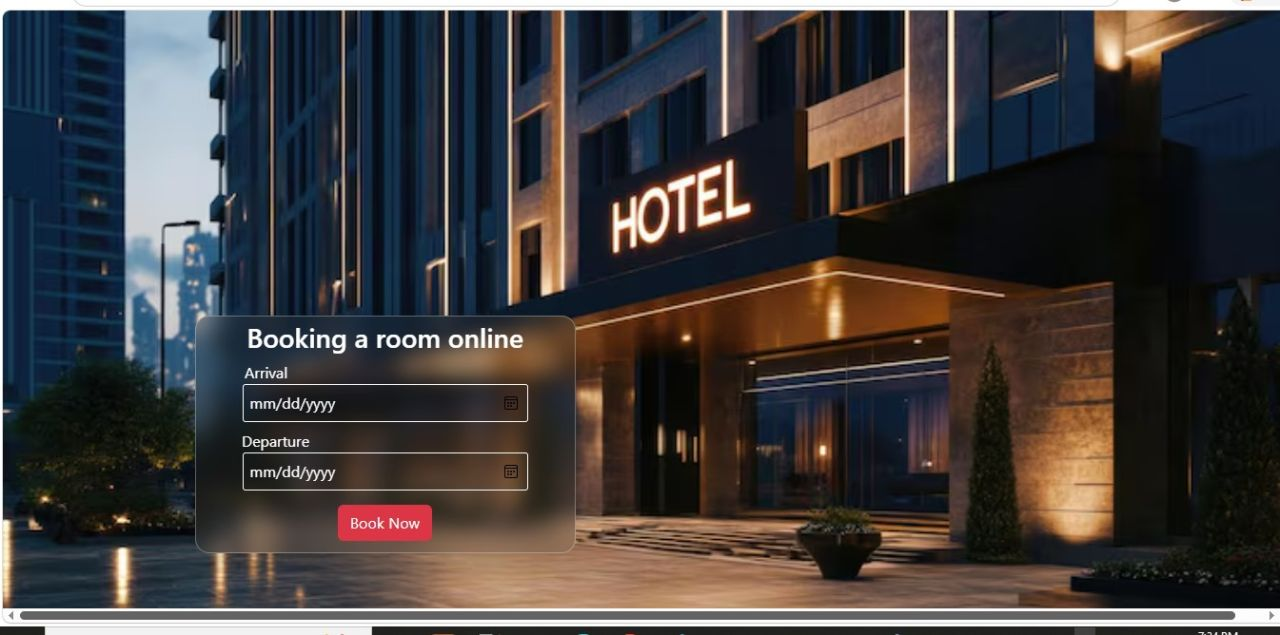 HOTEL
Booking a room online
Arrival
mm/dd/yyyy
Departure
mm/dd/yyyy
Book Now